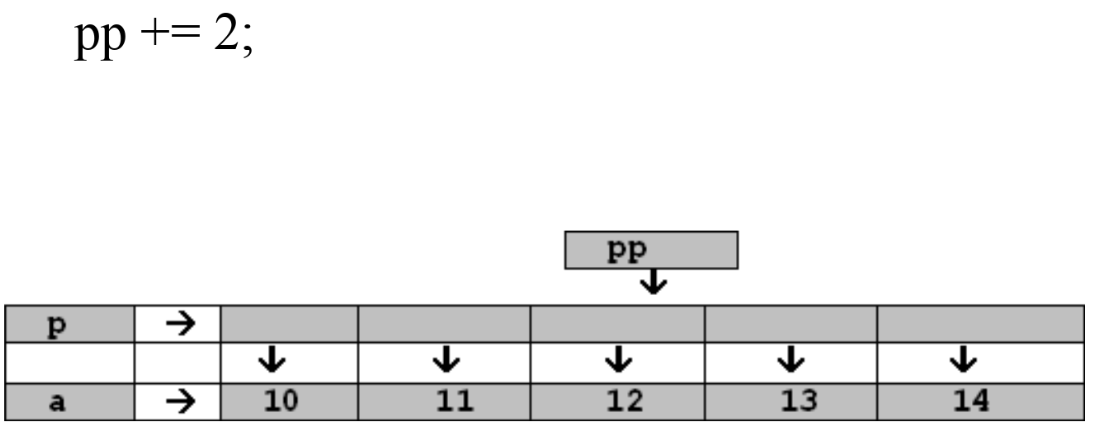 pp += 2;
pp
p →
↓ ↓ ↓ ↓ ↓ ↓
a → 10 11 12 13 14